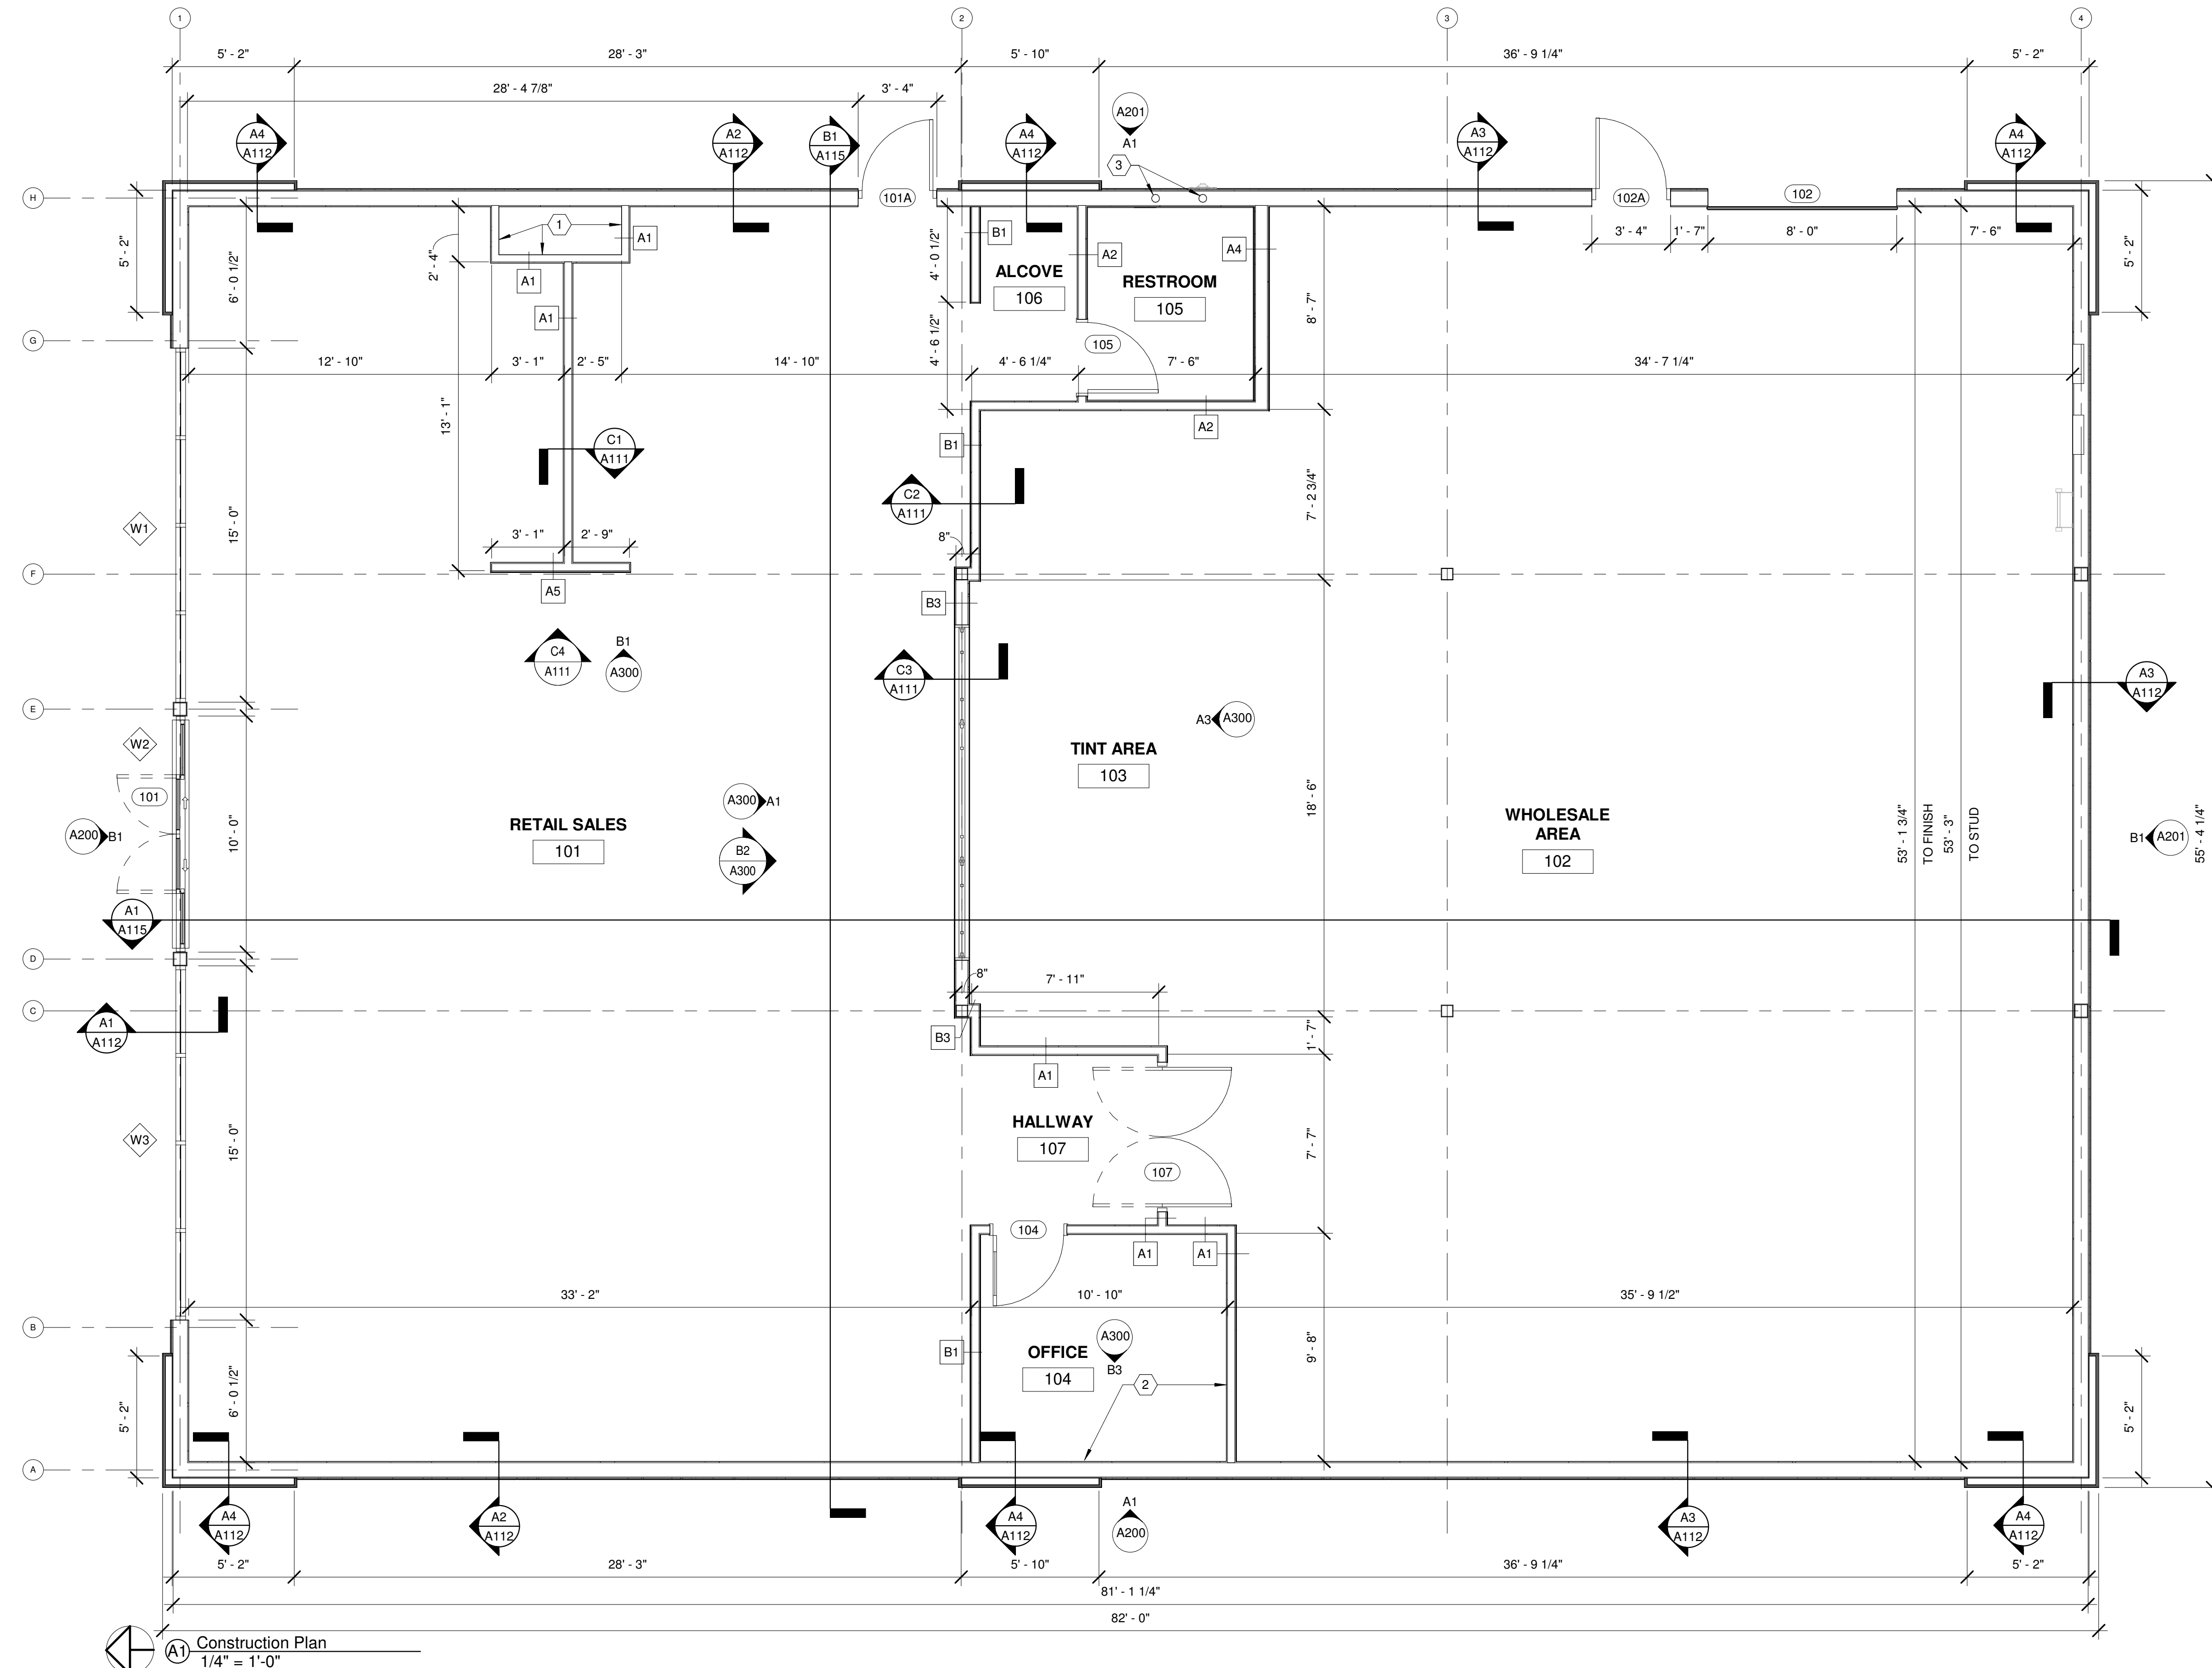 1
2
3
4
5' - 2"
28' - 3"
5' - 10"
36' - 9 1/4"
5' - 2"
28' - 4 7/8"
3' - 4"
A4
A112
A2
A112
B1
A115
A4
A112
A201
A1
3
A3
A112
A4
A112
H
101A
102A
102
5' - 2"
6' - 0 1/2"
2' - 4"
1
A1
A1
A1
4' - 0 1/2"
B1
ALCOVE
106
A2
RESTROOM
105
A4
8' - 7"
3' - 4"
1' - 7"
8' - 0"
7' - 6"
5' - 2"
G
105
4' - 6 1/2"
12' - 10"
3' - 1"
2' - 5"
14' - 10"
4' - 6 1/4"
7' - 6"
34' - 7 1/4"
13' - 1"
A2
C1
A111
B1
C2
A111
7' - 2 3/4"
W1
15' - 0"
3' - 1"
2' - 9"
8"
F
A5
B3
C4
A111
B1
A300
C3
A111
A3
A112
E
W2
A3
A300
TINT AREA
103
101
A300
A1
18' - 6"
A200
B1
10' - 0"
RETAIL SALES
101
B2
A300
WHOLESALE
AREA
102
53' - 1 3/4"
TO FINISH
53' - 3"
TO STUD
B1
A201
55' - 4 1/4"
A1
A115
D
8"
7' - 11"
C
A1
A112
B3
1' - 7"
A1
W3
15' - 0"
HALLWAY
107
107
7' - 7"
104
A1
A1
33' - 2"
10' - 10"
35' - 9 1/2"
B
B1
OFFICE
104
A300
B3
2
9' - 8"
5' - 2"
6' - 0 1/2"
5' - 2"
A
A4
A112
A2
A112
A4
A112
A1
A200
A3
A112
A4
A112
5' - 2"
28' - 3"
5' - 10"
36' - 9 1/4"
5' - 2"
81' - 1 1/4"
82' - 0"
A1
Construction Plan
1/4" = 1'-0"